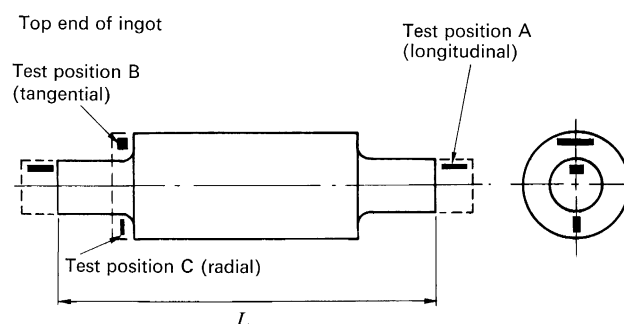 Top end of ingot
Test position A
(longitudinal)
Test position B
(tangential)
Test position C (radial)
L